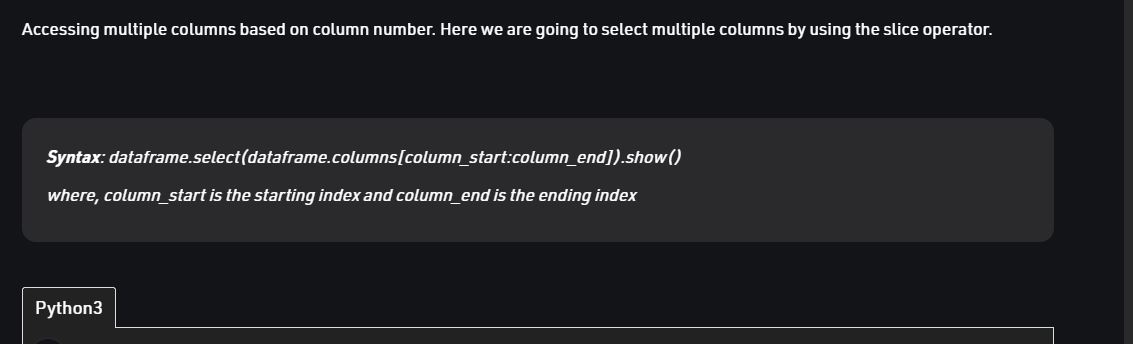 Accessing multiple columns based on column number. Here we are going to select multiple columns by using the slice operator.
Syntax: dataframe.select(dataframe.columns[column_start:column_end]).show()
where, column_start is the starting index and column_end is the ending index
Python3